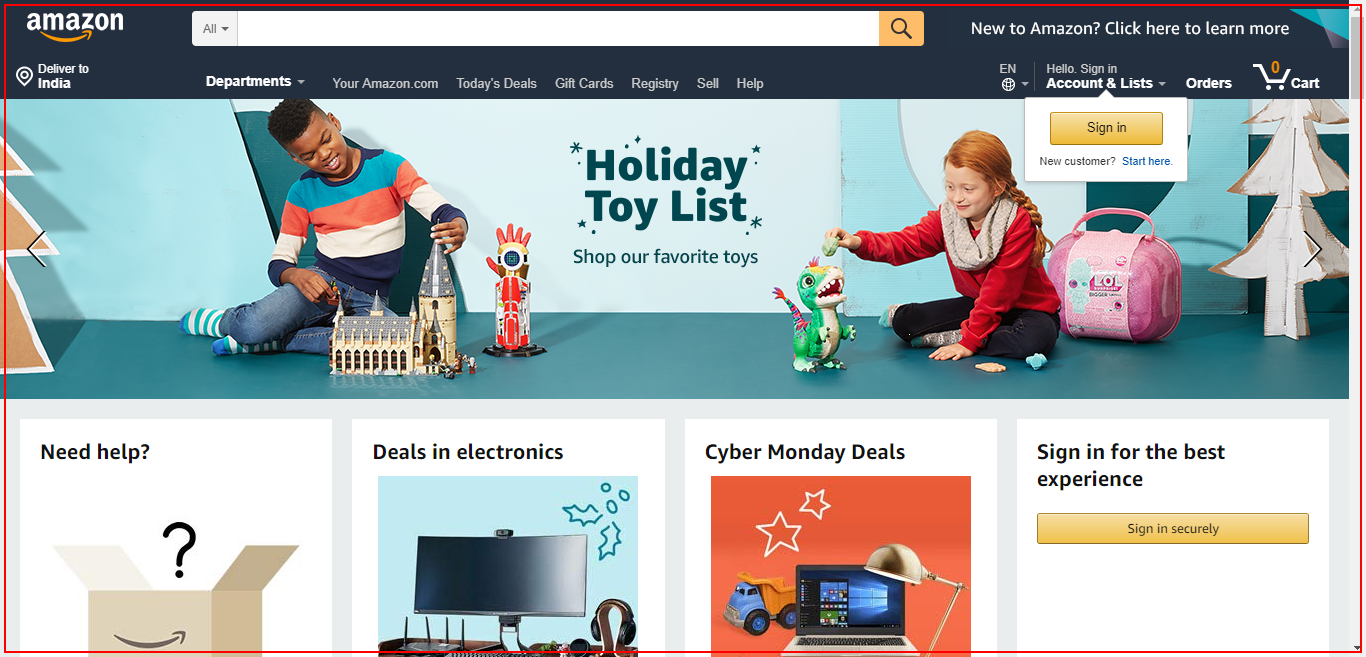 amazon
All
New to Amazon? Click here to learn more
Deliver to
India
Departments
Your Amazon.com
Today's Deals
Gift Cards
Registry
Sell
Help
EN
Hello. Sign in
Account & Lists
Orders
0
Cart
Sign in
New customer? Start here.
Holiday
Toy List
Shop our favorite toys
L.O.L.
SURPRISE!
BIGGER
Need help?
?
Deals in electronics
Cyber Monday Deals
Sign in for the best
experience
Sign in securely